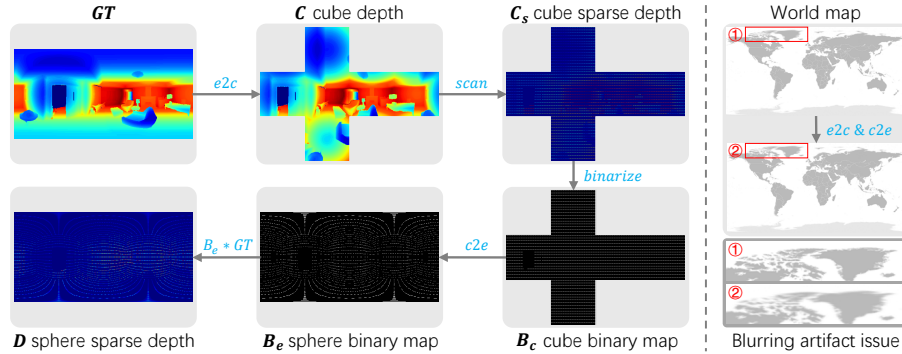 GT
C cube depth
C_s cube sparse depth
World map
e2c
scan
①
e2c & c2e
②
binarize
B_e * GT
c2e
①
②
D sphere sparse depth
B_e sphere binary map
B_c cube binary map
Blurring artifact issue